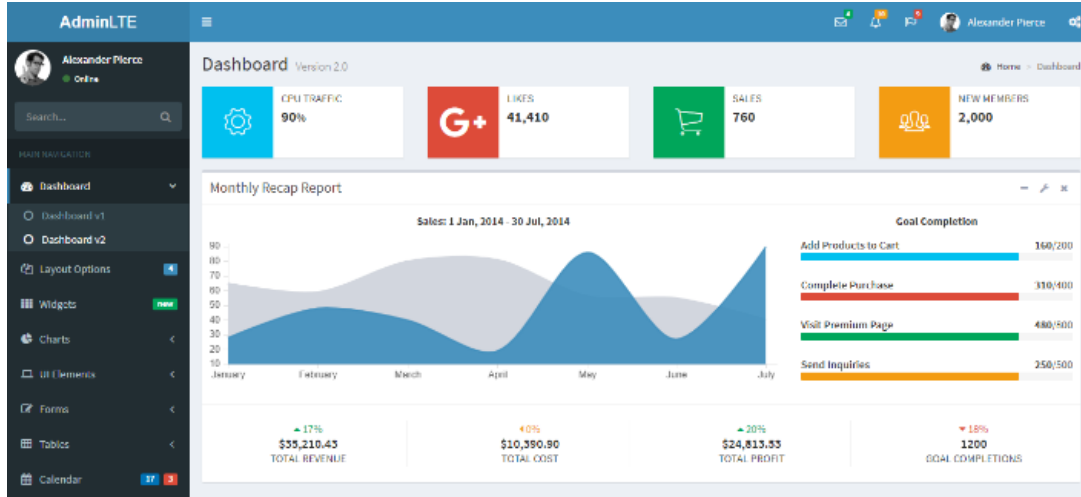 AdminLTE
Alexander Pierce
Alexander Pierce
Online
Dashboard Version 2.0
Home > Dashboard
Search...
CPU TRAFFIC
90%
G+
LIKES
41,410
SALES
760
NEW MEMBERS
2,000
MAIN NAVIGATION
Dashboard
Dashboard v1
Dashboard v2
Layout Options 4
Widgets new
Charts
UI Elements
Forms
Tables
Calendar 17 3
Monthly Recap Report
Sales: 1 Jan, 2014 - 30 Jul, 2014
90
80
70
60
50
40
30
20
10
January February March April May June July
Goal Completion
Add Products to Cart 160/200
Complete Purchase 310/400
Visit Premium Page 480/800
Send Inquiries 250/500
17%
$35,210.43
TOTAL REVENUE
0%
$10,390.90
TOTAL COST
20%
$24,813.53
TOTAL PROFIT
18%
1200
GOAL COMPLETIONS